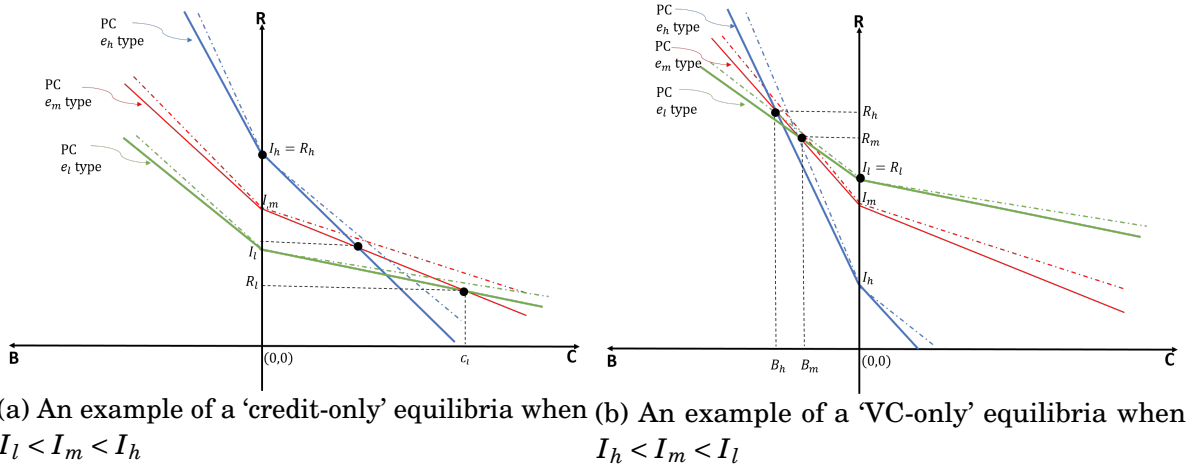 R
PC
e_h type
PC
e_m type
PC
e_l type
I_h = R_h
I_m
I_l
R_l
B
(0,0)
c_l
C
R
PC
e_h type
PC
e_m type
PC
e_l type
R_h
R_m
I_l = R_l
I_m
I_h
B
B_h
B_m
(0,0)
C
(a) An example of a ‘credit-only’ equilibria when
I_l < I_m < I_h
(b) An example of a ‘VC-only’ equilibria when
I_h < I_m < I_l